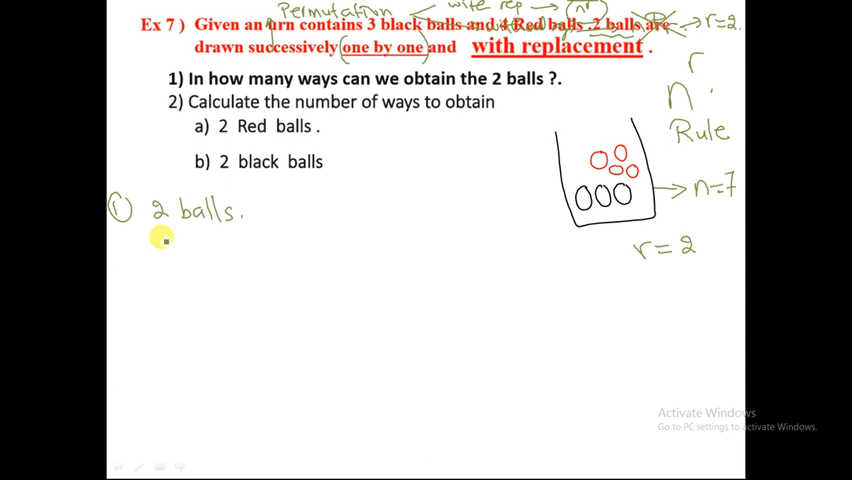 Permutation with rep → nʳ
Ex 7 ) Given an urn contains 3 black balls and 4 Red balls .2 balls are → r=2.
drawn successively (one by one) and with replacement .
1) In how many ways can we obtain the 2 balls ?.
2) Calculate the number of ways to obtain
a) 2 Red balls .
b) 2 black balls
r
n
Rule
→ n=7
r = 2
① 2 balls.
Activate Windows
Go to PC settings to activate Windows.